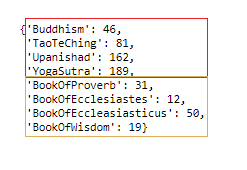 {'Buddhism': 46,
'TaoTeChing': 81,
'Upanishad': 162,
'YogaSutra': 189,
'BookOfProverb': 31,
'BookOfEcclesiastes': 12,
'BookOfEccleasiasticus': 50,
'BookOfWisdom': 19}